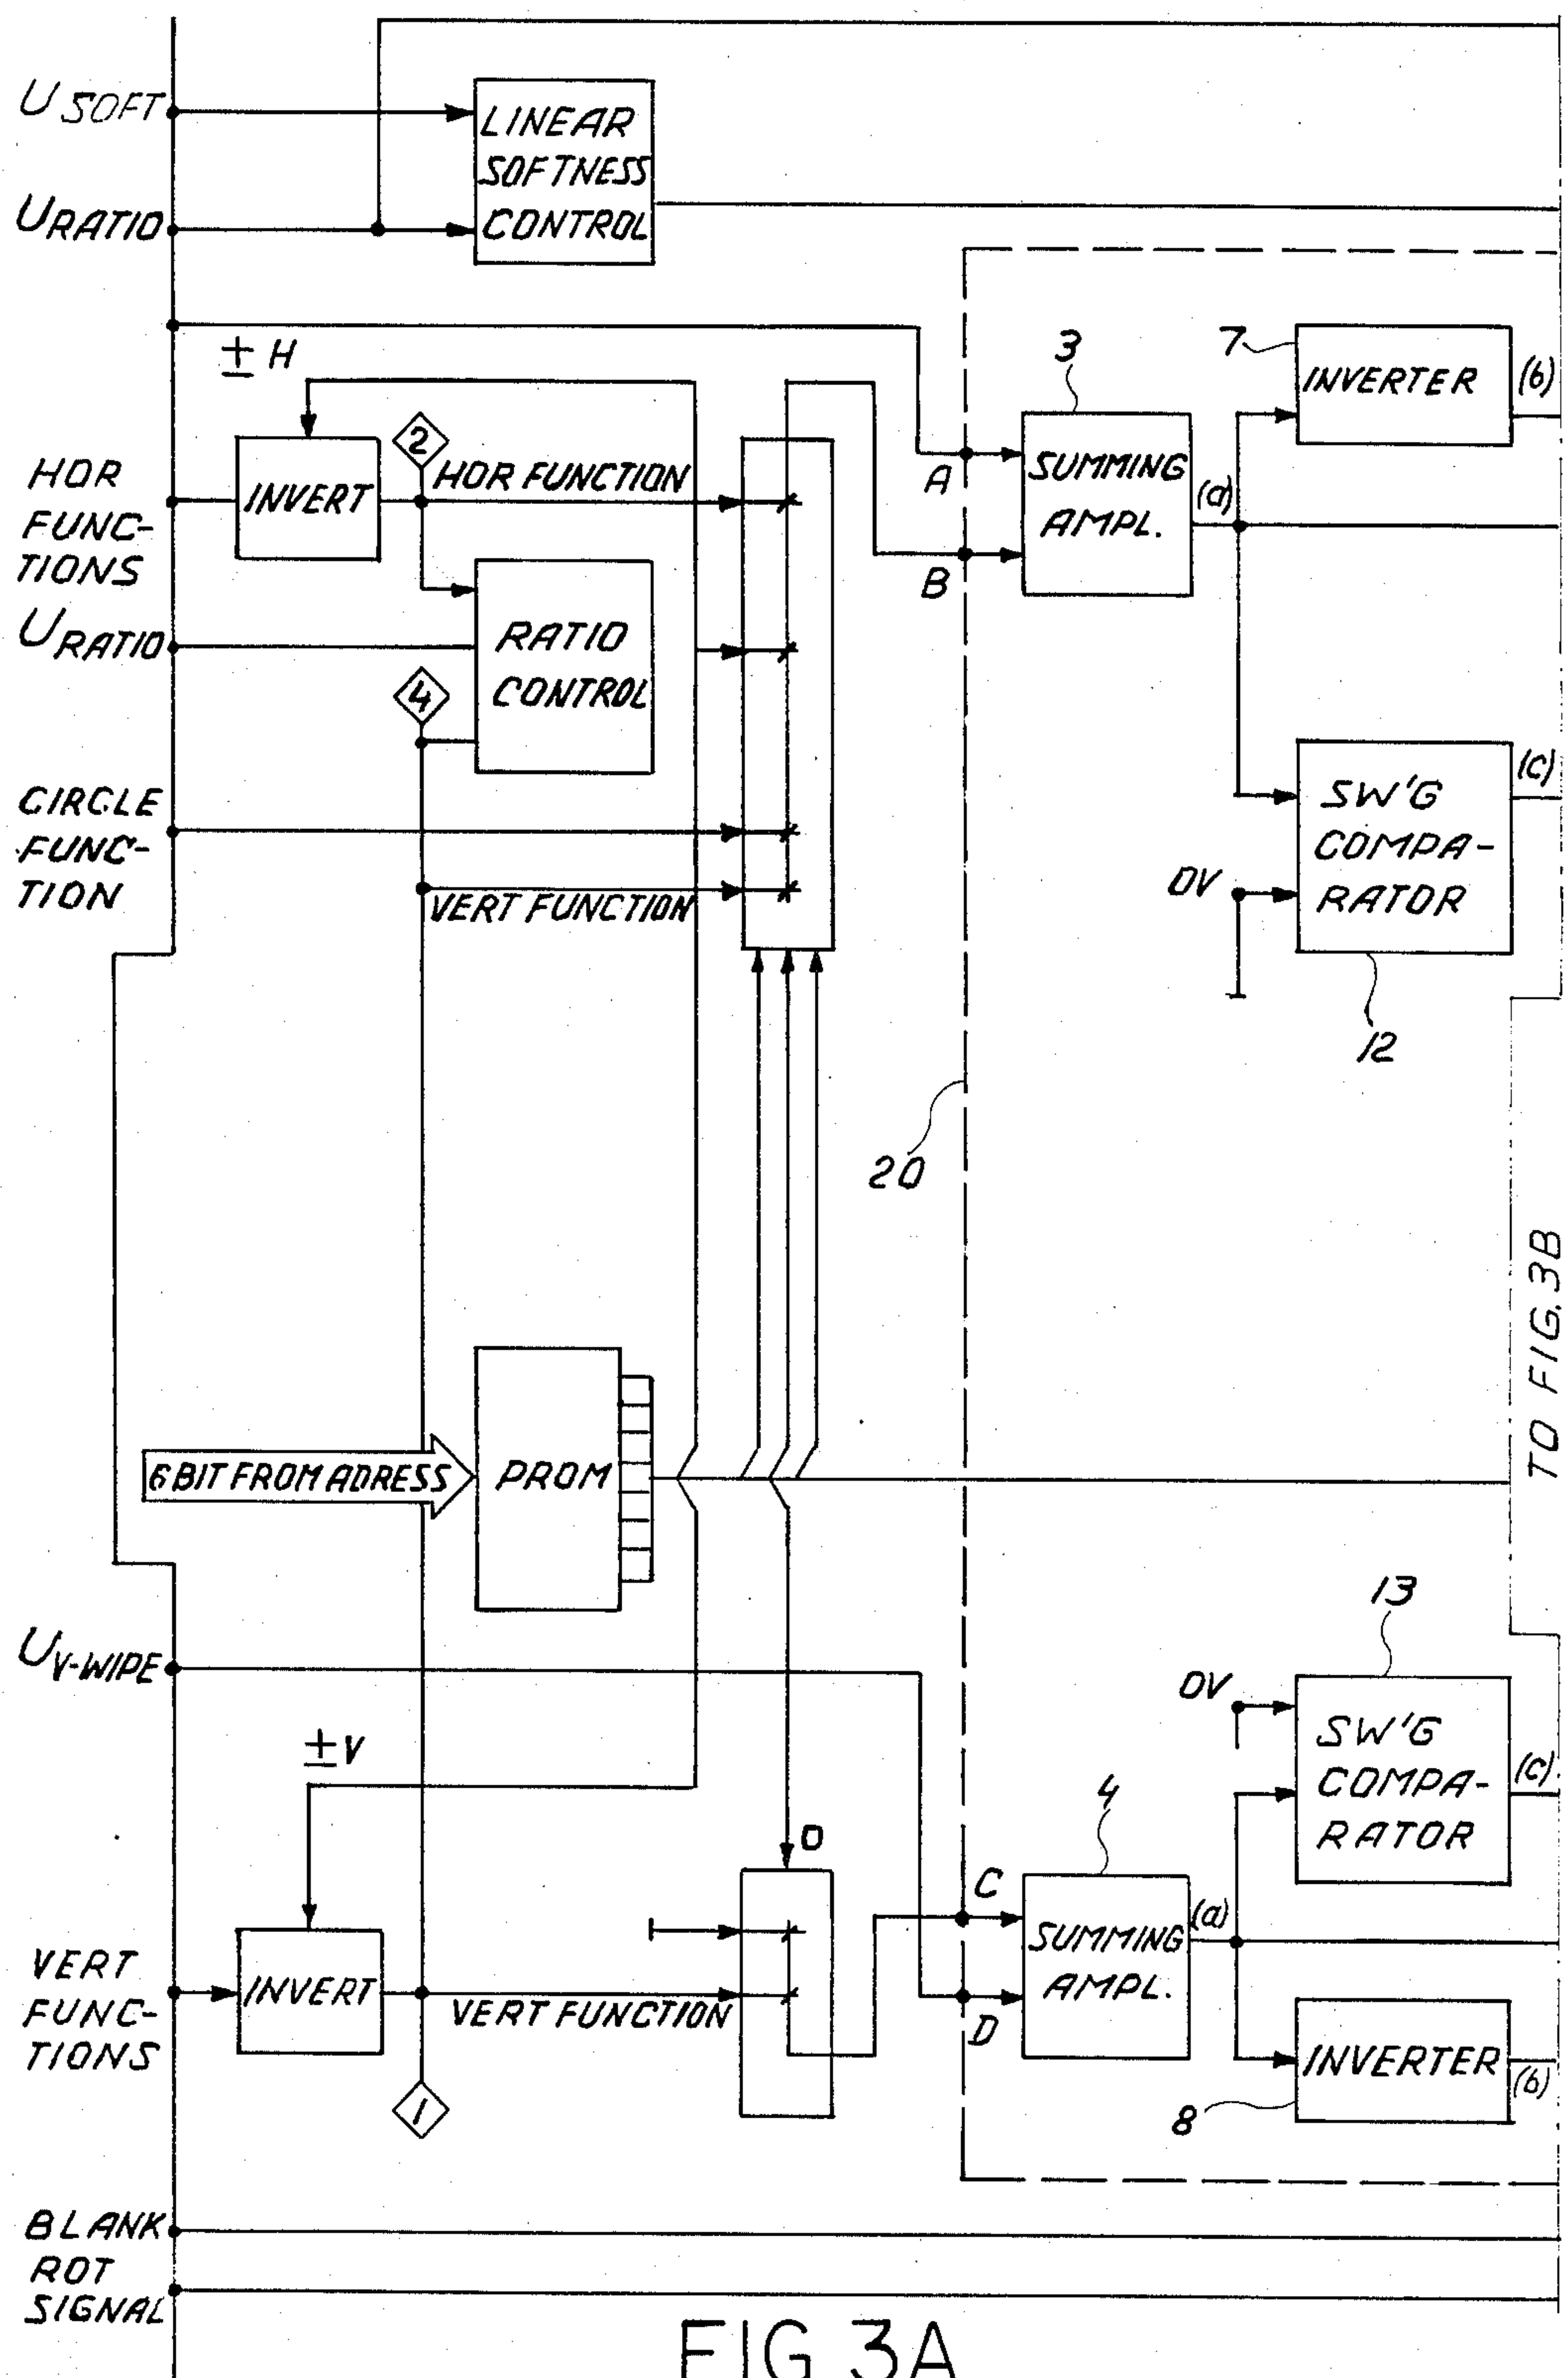 U SOFT
LINEAR
SOFTNESS
CONTROL
U RATIO
± H
HOR
FUNC-
TIONS
INVERT
2
HOR FUNCTION
U RATIO
RATIO
CONTROL
4
CIRCLE
FUNC-
TION
VERT FUNCTION
A
B
3
SUMMING
AMPL.
(a)
7
INVERTER
(b)
SW'G
COMPA-
RATOR
(c)
OV
12
20
TO FIG. 3B
6 BIT FROM ADRESS
PROM
U V-WIPE
± V
VERT
FUNC-
TIONS
INVERT
VERT FUNCTION
1
D
C
D
4
SUMMING
AMPL.
(a)
13
OV
SW'G
COMPA-
RATOR
(c)
INVERTER
(b)
8
BLANK
ROT
SIGNAL
FIG. 3A